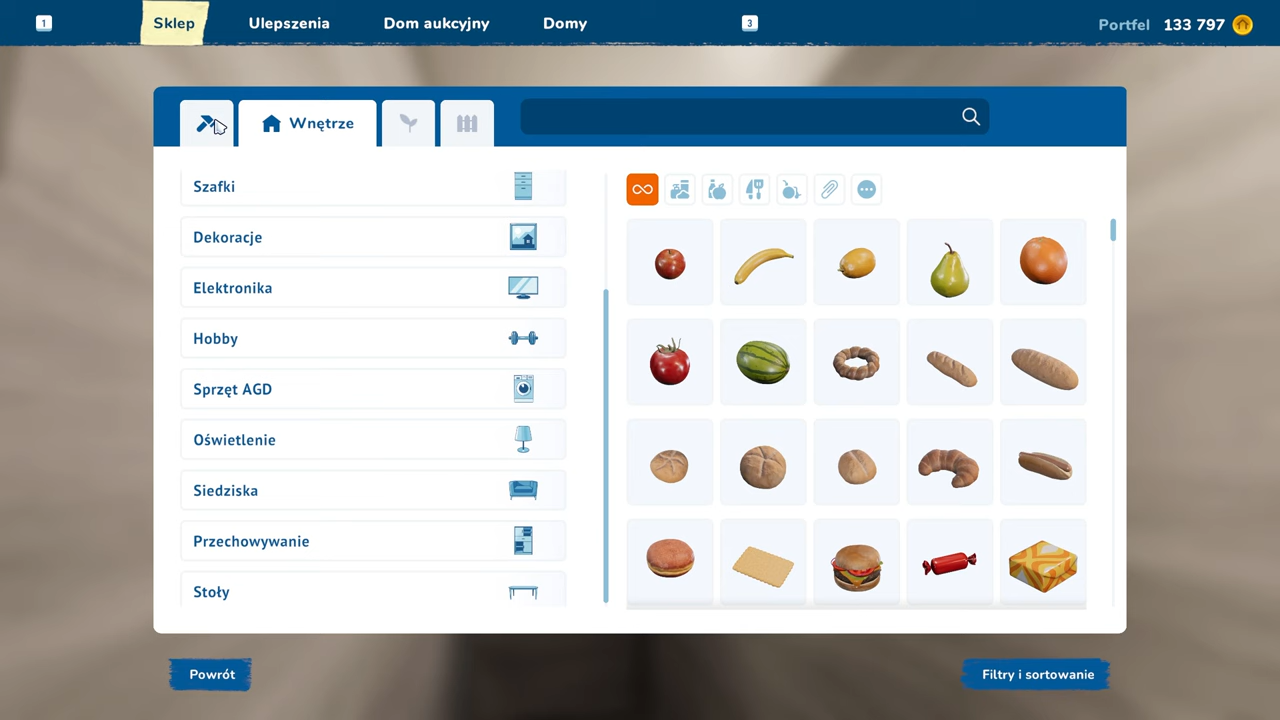 1 Sklep Ulepszenia Dom aukcyjny Domy 3 Portfel 133 797
Wnętrze
Szafki
Dekoracje
Elektronika
Hobby
Sprzęt AGD
Oświetlenie
Siedziska
Przechowywanie
Stoły
Powrót Filtry i sortowanie